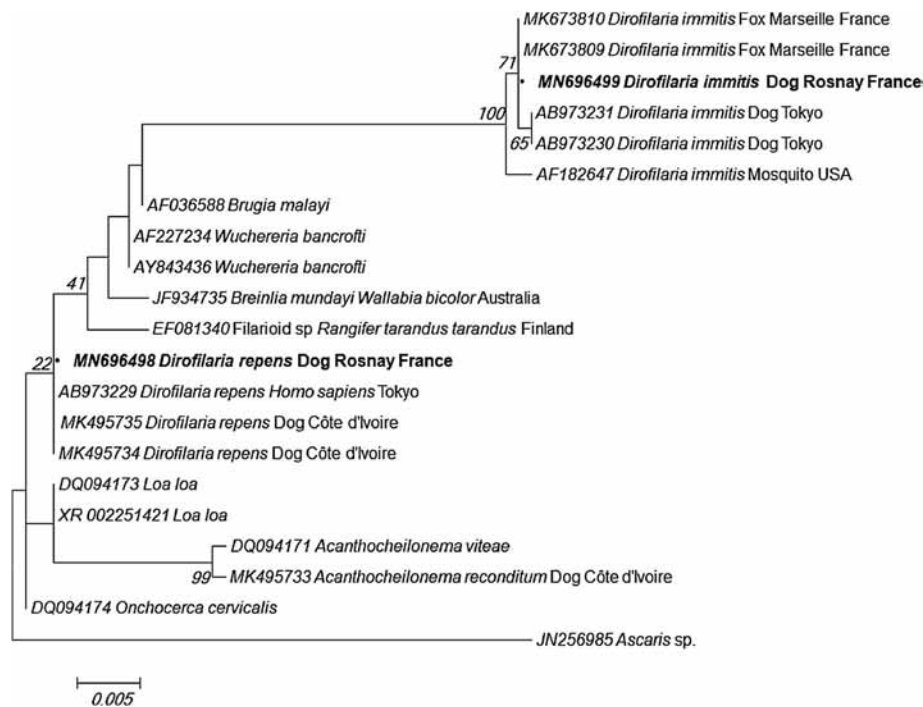 MK673810 Dirofilaria immitis Fox Marseille France
MK673809 Dirofilaria immitis Fox Marseille France
71
MN696499 Dirofilaria immitis Dog Rosnay France
100
AB973231 Dirofilaria immitis Dog Tokyo
65
AB973230 Dirofilaria immitis Dog Tokyo
AF182647 Dirofilaria immitis Mosquito USA
AF036588 Brugia malayi
AF227234 Wuchereria bancrofti
AY843436 Wuchereria bancrofti
41
JF934735 Breinlia mundayi Wallabia bicolor Australia
EF081340 Filarioid sp Rangifer tarandus tarandus Finland
22
MN696498 Dirofilaria repens Dog Rosnay France
AB973229 Dirofilaria repens Homo sapiens Tokyo
MK495735 Dirofilaria repens Dog Côte d'Ivoire
MK495734 Dirofilaria repens Dog Côte d'Ivoire
DQ094173 Loa loa
XR 002251421 Loa loa
DQ094171 Acanthocheilonema viteae
99
MK495733 Acanthocheilonema reconditum Dog Côte d'Ivoire
DQ094174 Onchocerca cervicalis
JN256985 Ascaris sp.
0.005